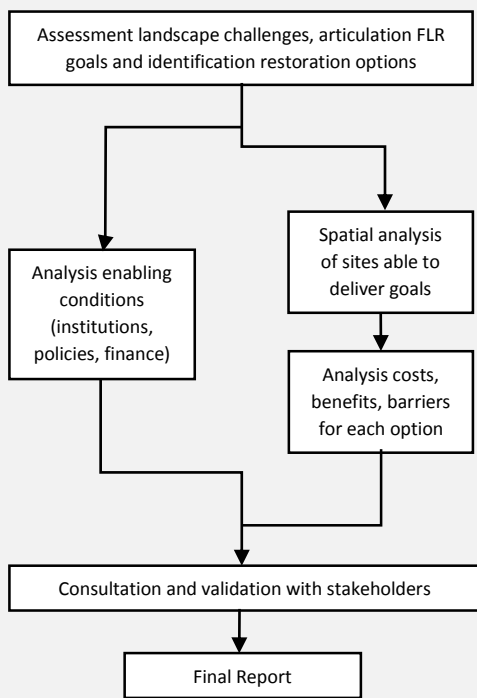 Assessment landscape challenges, articulation FLR
goals and identification restoration options
Analysis enabling
conditions
(institutions,
policies, finance)
Spatial analysis
of sites able to
deliver goals
Analysis costs,
benefits, barriers
for each option
Consultation and validation with stakeholders
Final Report